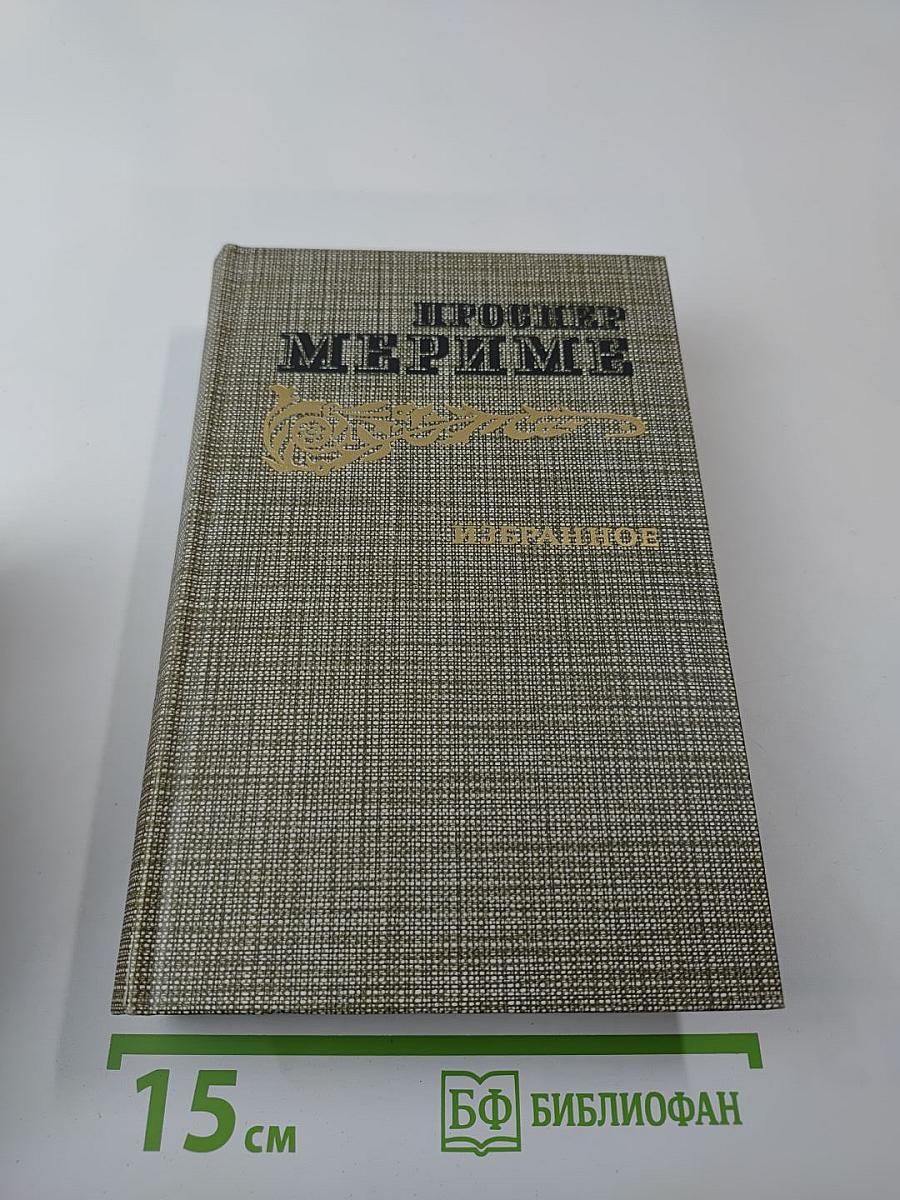 ПРОСПЕР
МЕРИМЕ
ИЗБРАННОЕ
15 см
БФ БИБЛИОФАН